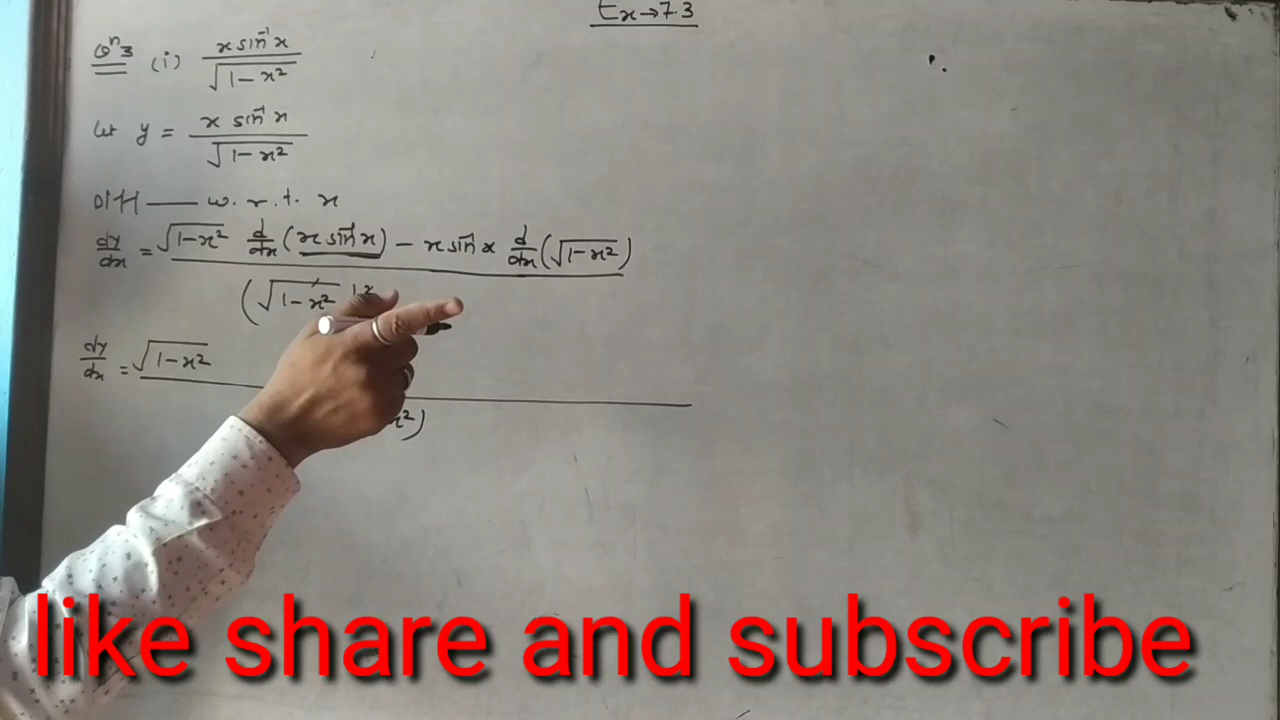 Ex→7.3
Qⁿ3 (i) x sin⁻¹x / √1-x²
let y = x sin⁻¹x / √1-x²
Diff — w.r.t. x
dy/dx = √1-x² d/dx (x sin⁻¹x) - x sin⁻¹x d/dx (√1-x²) / (√1-x²)²
dy/dx = √1-x² / x²)
like share and subscribe